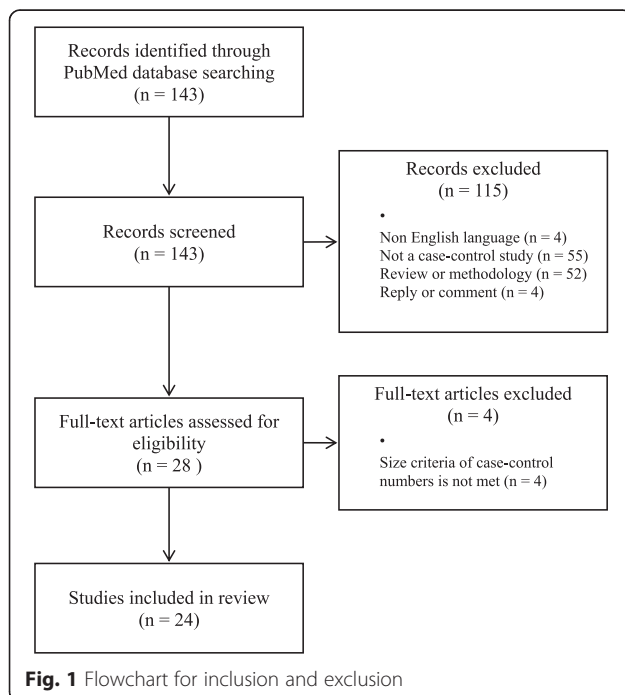 Records identified through
PubMed database searching
(n = 143)
Records screened
(n = 143)
Records excluded
(n = 115)
•
Non English language (n = 4)
Not a case-control study (n = 55)
Review or methodology (n = 52)
Reply or comment (n = 4)
Full-text articles assessed for
eligibility
(n = 28 )
Full-text articles excluded
(n = 4)
•
Size criteria of case-control
numbers is not met (n = 4)
Studies included in review
(n = 24)
Fig. 1 Flowchart for inclusion and exclusion